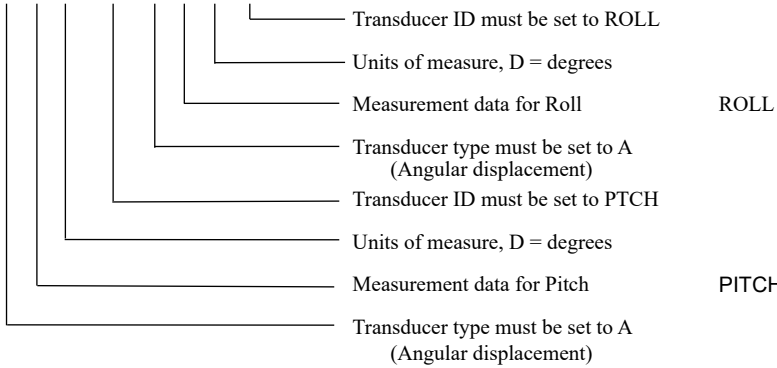 Transducer ID must be set to ROLL
Units of measure, D = degrees
Measurement data for Roll ROLL
Transducer type must be set to A
(Angular displacement)
Transducer ID must be set to PTCH
Units of measure, D = degrees
Measurement data for Pitch PITCH
Transducer type must be set to A
(Angular displacement)